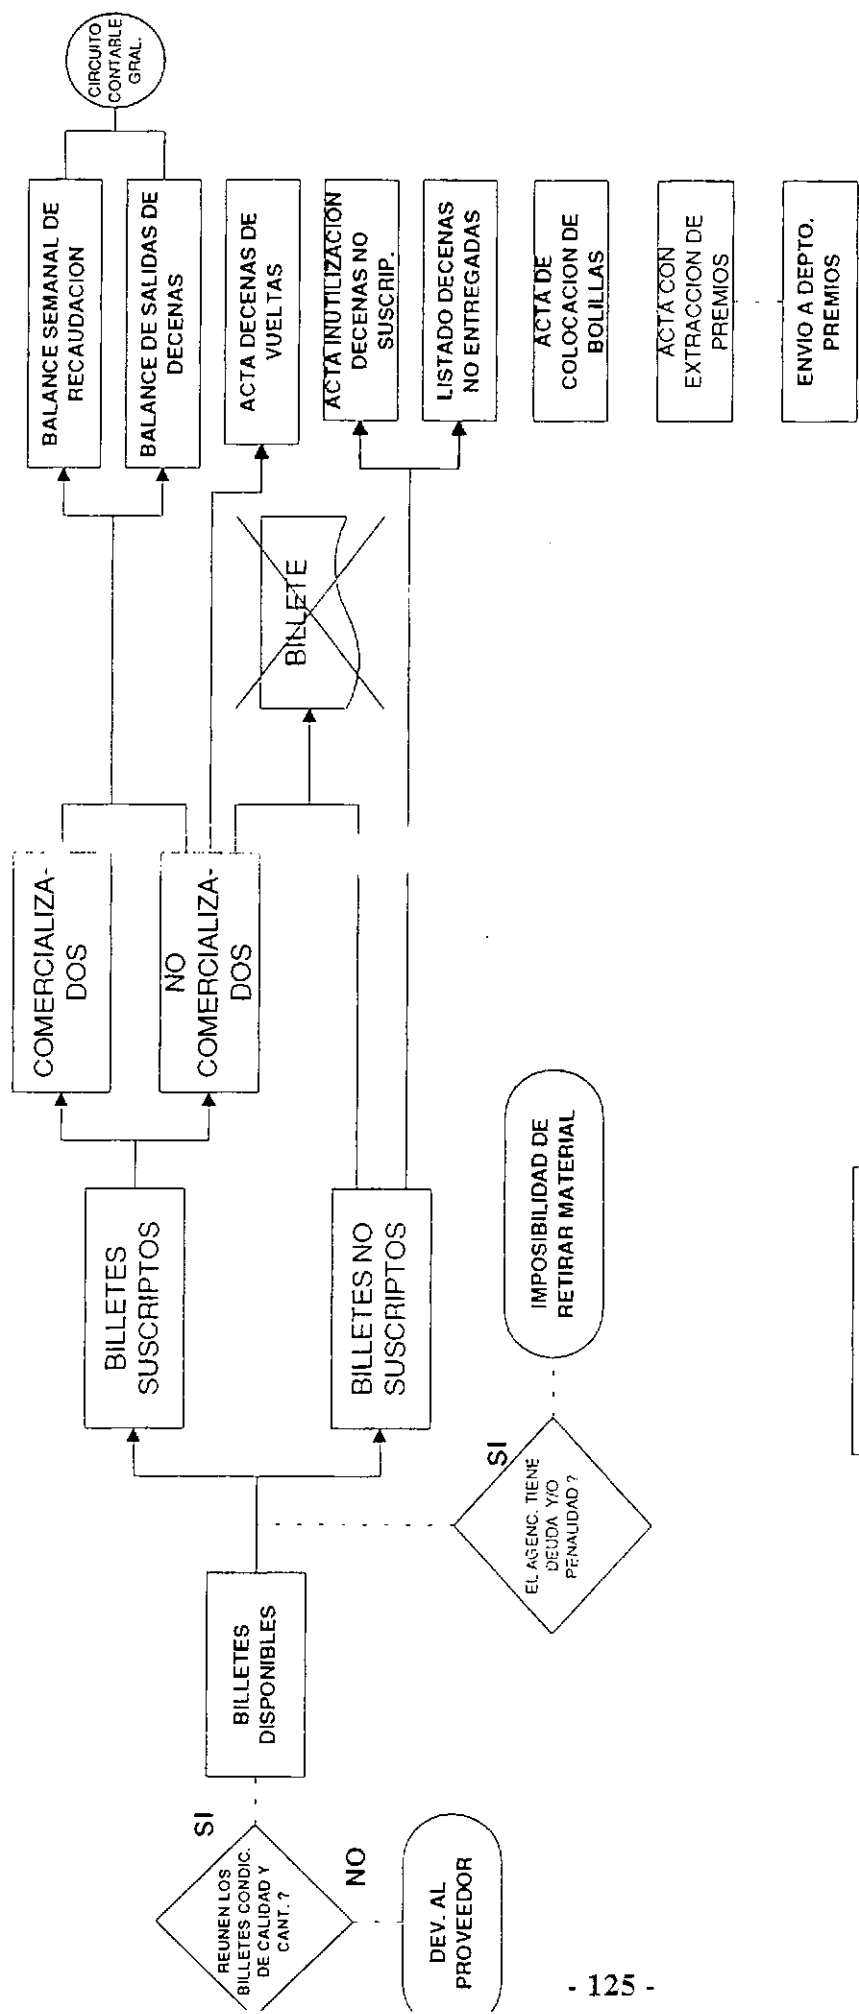 REUNEN LOS
BILLETES CONDIC.
DE CALIDAD Y
CANT. ?
SI
NO
DEV. AL
PROVEEDOR
BILLETES
DISPONIBLES
EL AGENC. TIENE
DEUDA Y/O
PENALIDAD ?
SI
IMPOSIBILIDAD DE
RETIRAR MATERIAL
BILLETES
SUSCRIPTOS
BILLETES NO
SUSCRIPTOS
COMERCIALIZA-
DOS
NO
COMERCIALIZA-
DOS
BILLETE
BALANCE SEMANAL DE
RECAUDACION
BALANCE DE SALIDAS DE
DECENAS
ACTA DECENAS DE
VUELTAS
ACTA INUTILIZACIÓN
DECENAS NO
SUSCRIP.
LISTADO DECENAS
NO ENTREGADAS
ACTA DE
COLOCACION DE
BOLILLAS
ACTA CON
EXTRACCION DE
PREMIOS
ENVIO A DEPTO.
PREMIOS
CIRCUITO
CONTABLE
GRAL.
- 125 -